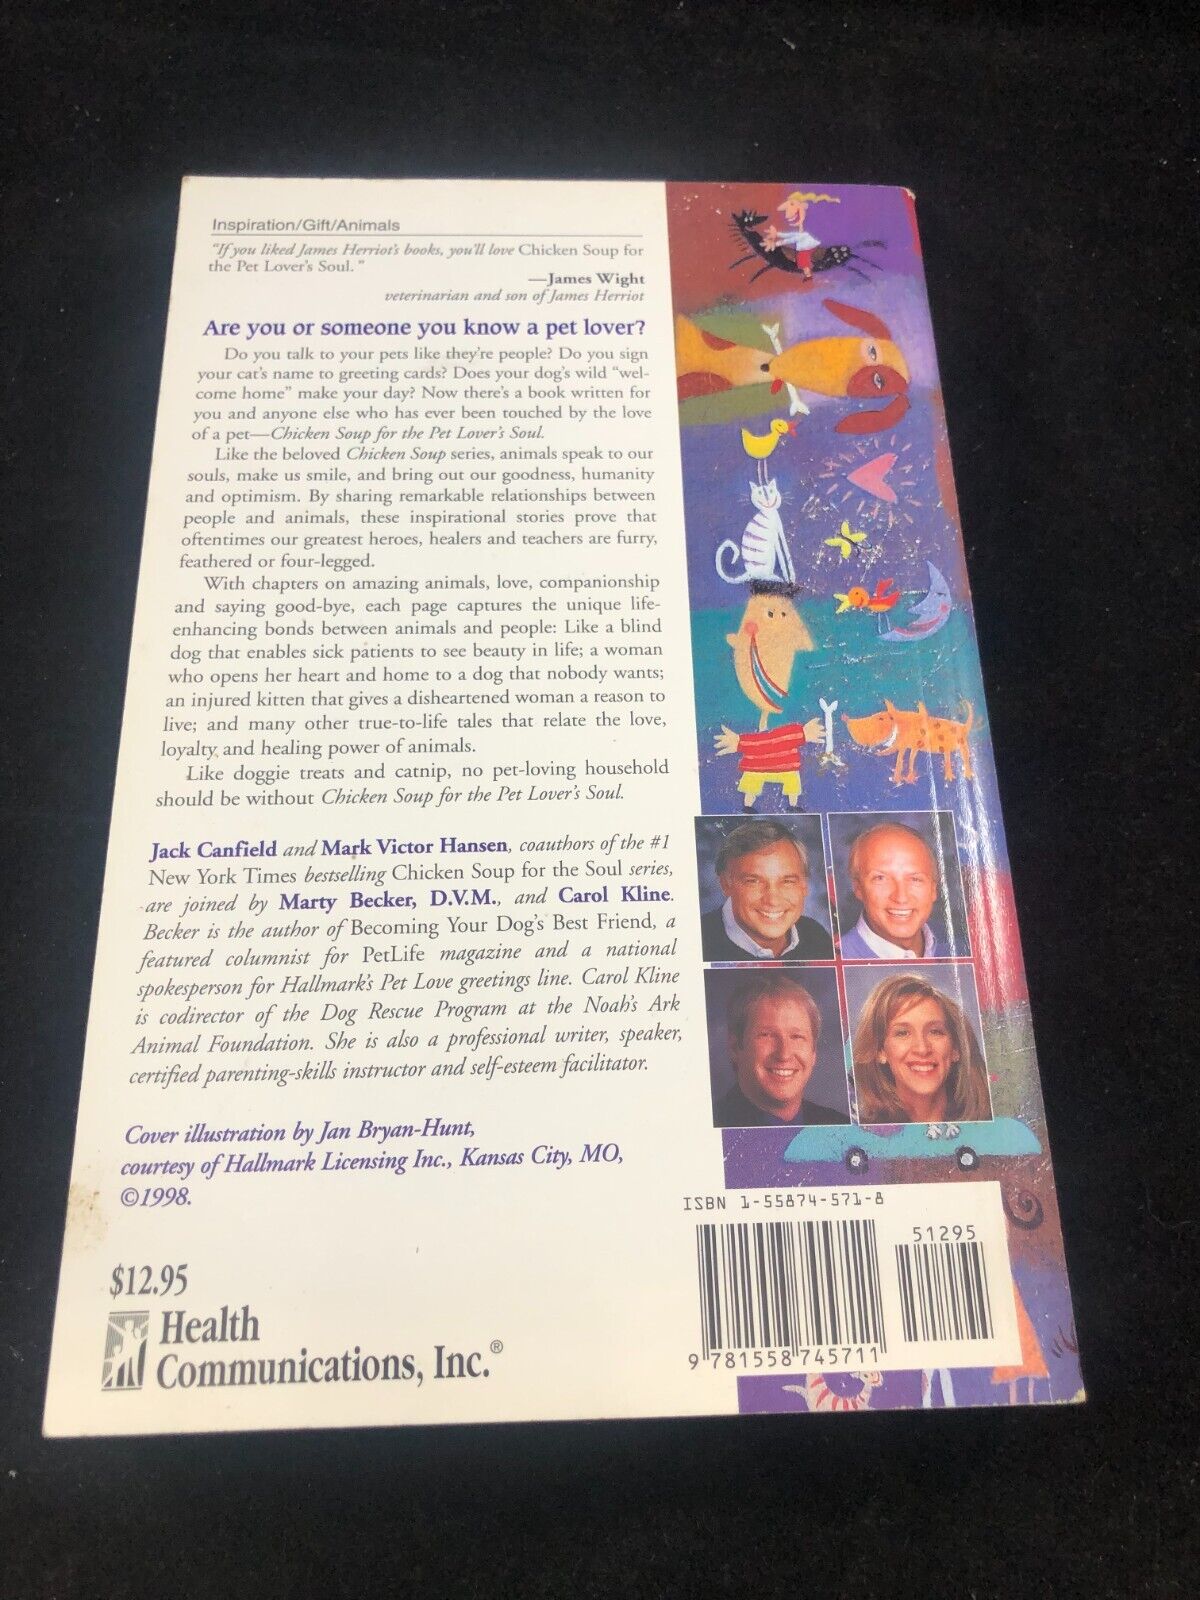 Inspiration/Gift/Animals
"If you liked James Herriot's books, you'll love Chicken Soup for
the Pet Lover's Soul."
—James Wight
veterinarian and son of James Herriot
Are you or someone you know a pet lover?
Do you talk to your pets like they're people? Do you sign
your cat's name to greeting cards? Does your dog's wild "wel-
come home" make your day? Now there's a book written for
you and anyone else who has ever been touched by the love
of a pet—Chicken Soup for the Pet Lover's Soul.
Like the beloved Chicken Soup series, animals speak to our
souls, make us smile, and bring out our goodness, humanity
and optimism. By sharing remarkable relationships between
people and animals, these inspirational stories prove that
oftentimes our greatest heroes, healers and teachers are furry,
feathered or four-legged.
With chapters on amazing animals, love, companionship
and saying good-bye, each page captures the unique life-
enhancing bonds between animals and people: Like a blind
dog that enables sick patients to see beauty in life; a woman
who opens her heart and home to a dog that nobody wants;
an injured kitten that gives a disheartened woman a reason to
live; and many other true-to-life tales that relate the love,
loyalty and healing power of animals.
Like doggie treats and catnip, no pet-loving household
should be without Chicken Soup for the Pet Lover's Soul.
Jack Canfield and Mark Victor Hansen, coauthors of the #1
New York Times bestselling Chicken Soup for the Soul series,
are joined by Marty Becker, D.V.M., and Carol Kline.
Becker is the author of Becoming Your Dog's Best Friend, a
featured columnist for PetLife magazine and a national
spokesperson for Hallmark's Pet Love greetings line. Carol Kline
is codirector of the Dog Rescue Program at the Noah's Ark
Animal Foundation. She is also a professional writer, speaker,
certified parenting-skills instructor and self-esteem facilitator.
Cover illustration by Jan Bryan-Hunt,
courtesy of Hallmark Licensing Inc., Kansas City, MO,
©1998.
$12.95
Health
Communications, Inc.®
ISBN 1-55874-571-8
51295
9 781558 745711